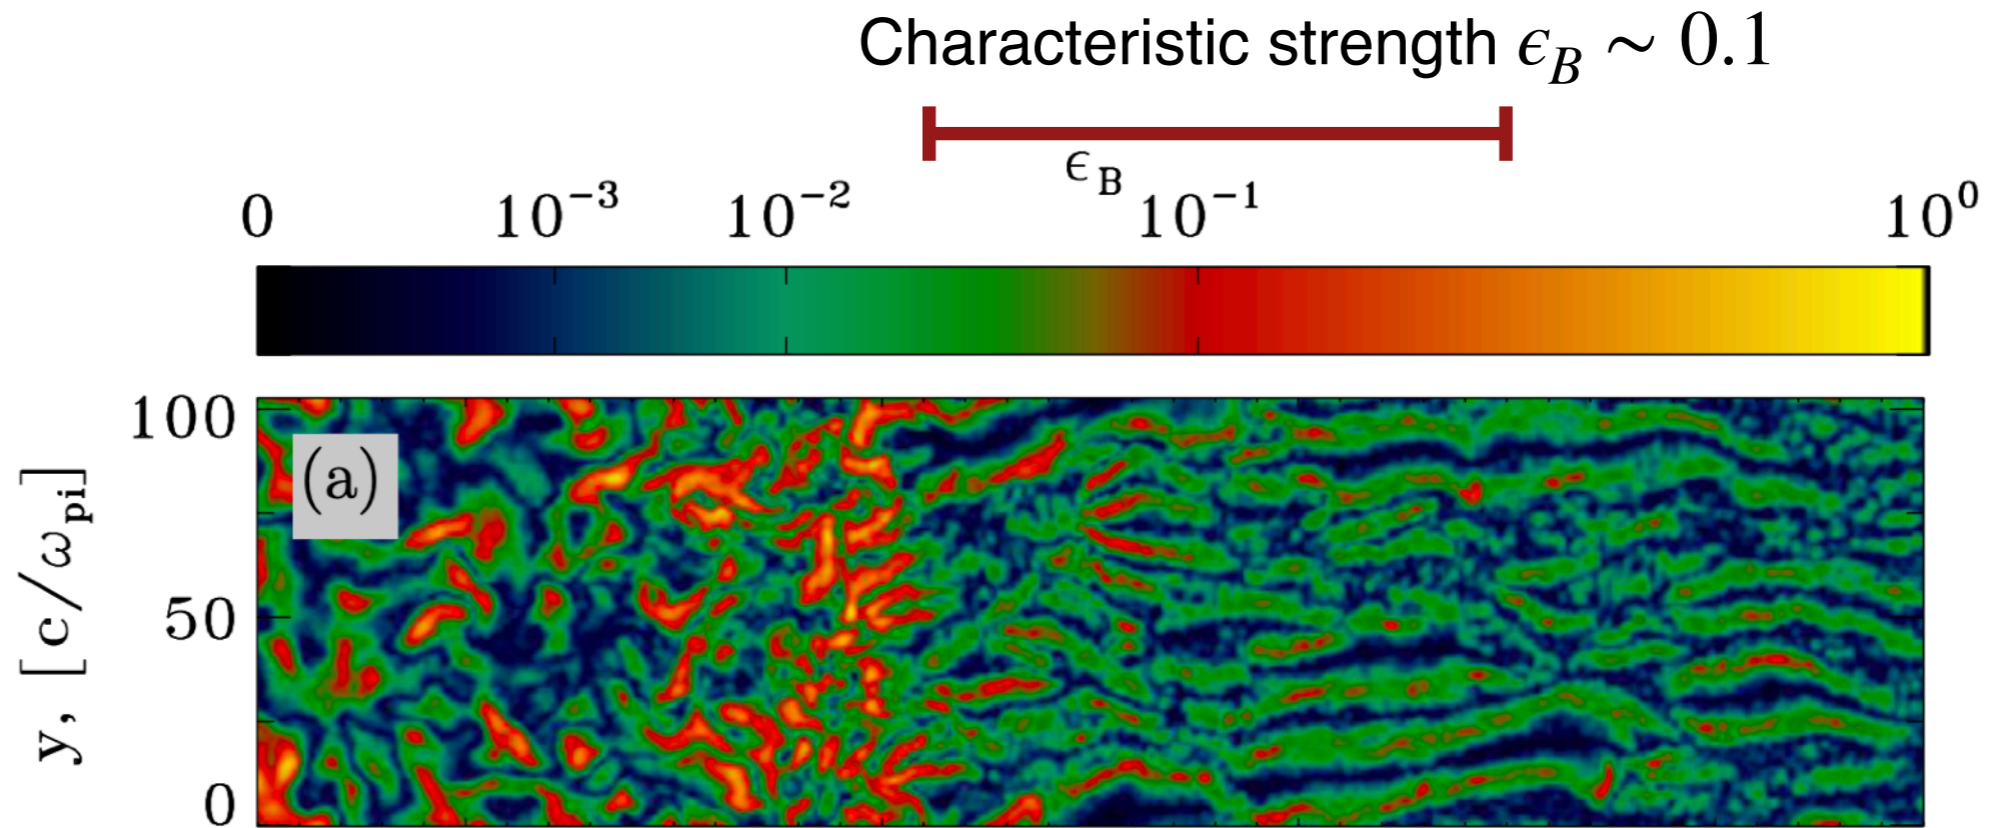 Characteristic strength ϵ_B ∼ 0.1
ϵ_B
0 10^-3 10^-2 10^-1 10^0
100
(a)
50
0
y, [c/ω_pi]